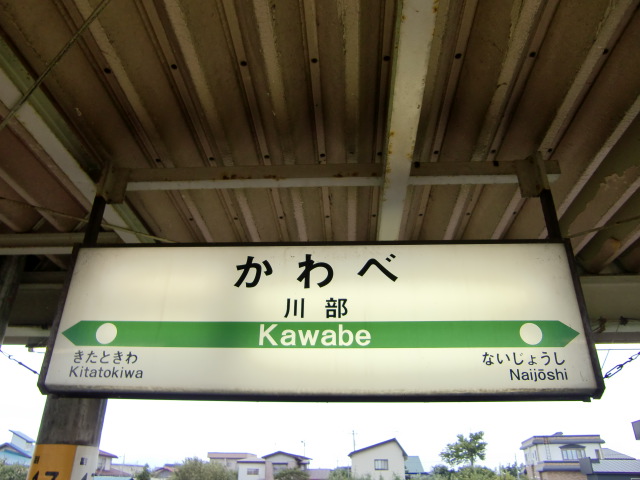 かわべ
川部
Kawabe
きたときわ
Kitatokiwa
ないじょうし
Naijōshi